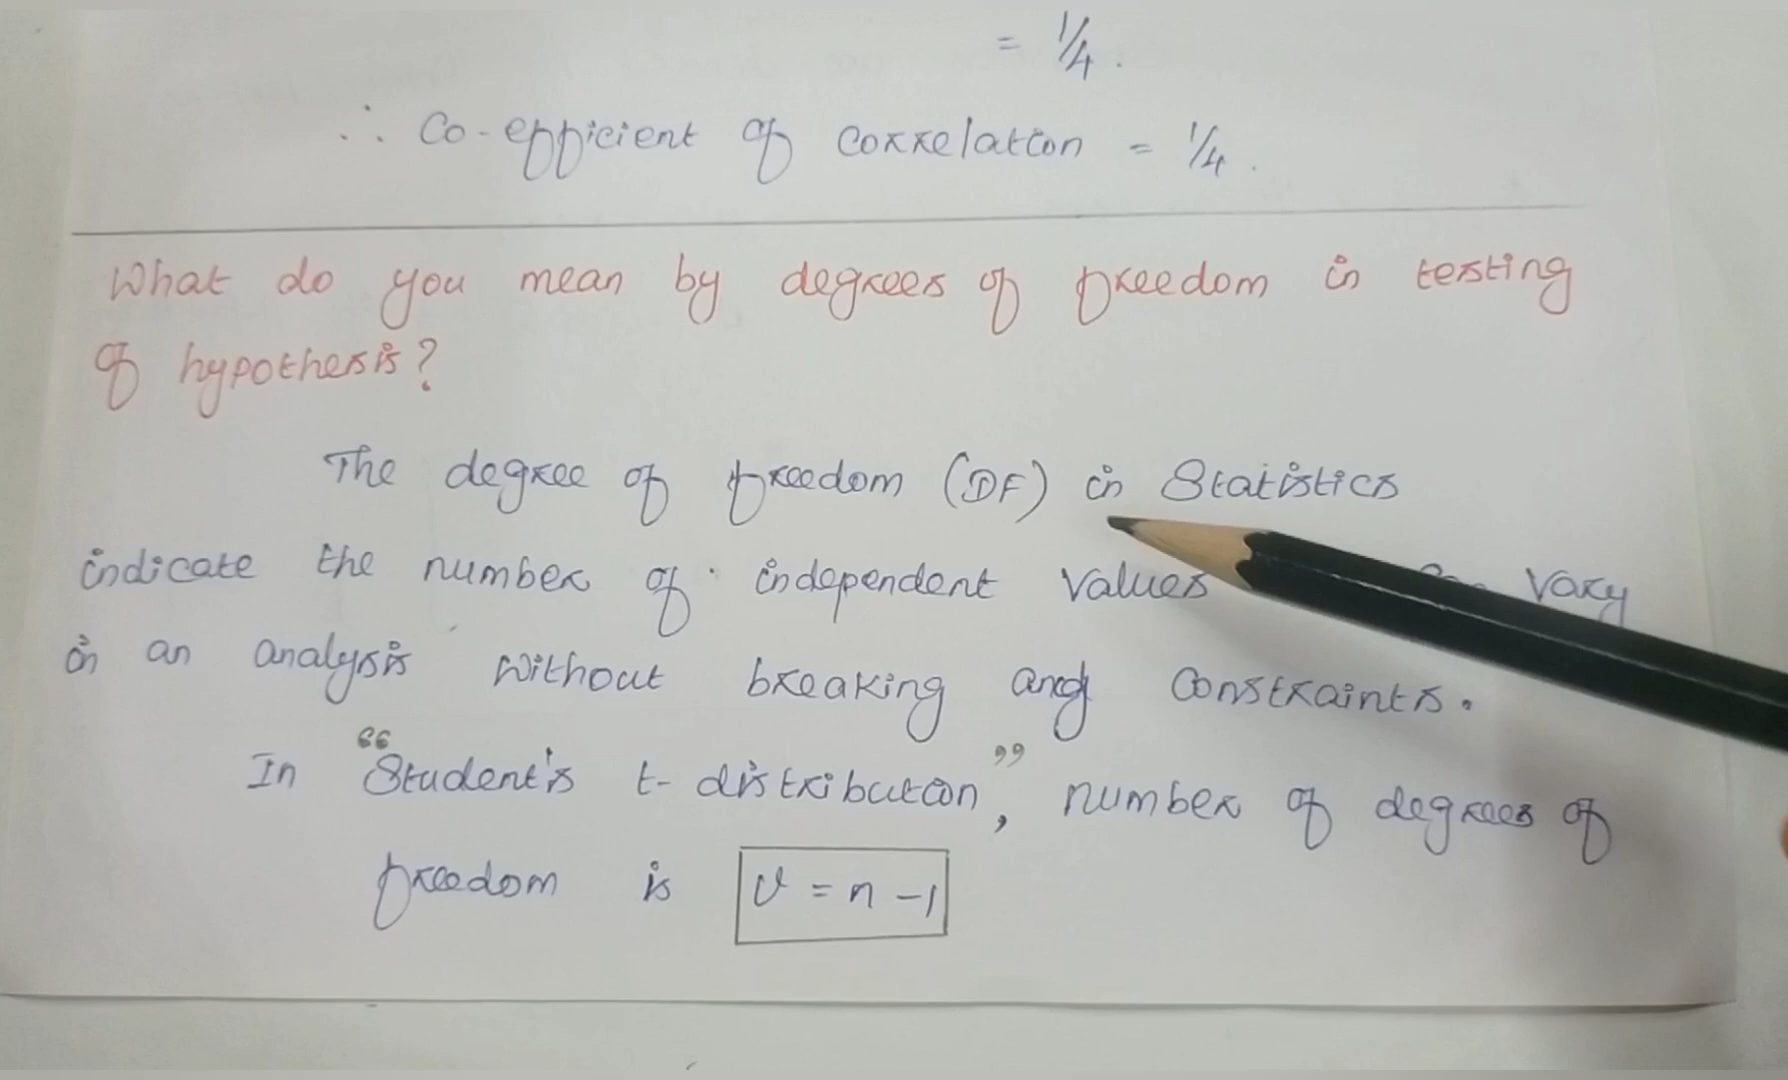 = 1/4.
∴ Co-efficient of correlation = 1/4.
What do you mean by degrees of freedom in testing
of hypothesis?
The degree of freedom (DF) in Statistics
indicate the number of independent values vary
in an analysis without breaking any constraints.
In "Student's t-distribution", number of degrees of
freedom is ν = n - 1